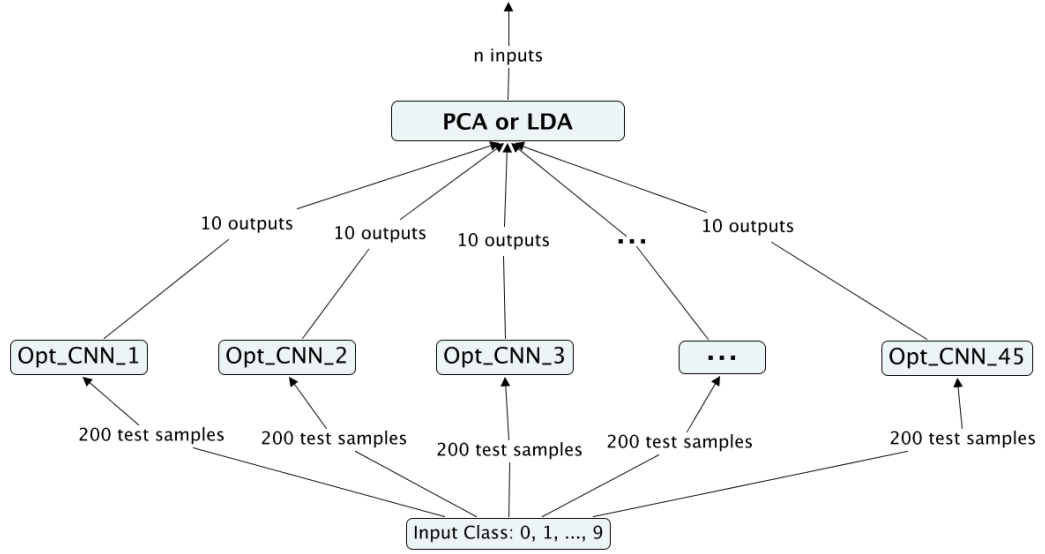 n inputs
PCA or LDA
10 outputs
10 outputs
10 outputs
...
10 outputs
Opt_CNN_1
Opt_CNN_2
Opt_CNN_3
...
Opt_CNN_45
200 test samples
200 test samples
200 test samples
200 test samples
200 test samples
Input Class: 0, 1, ..., 9